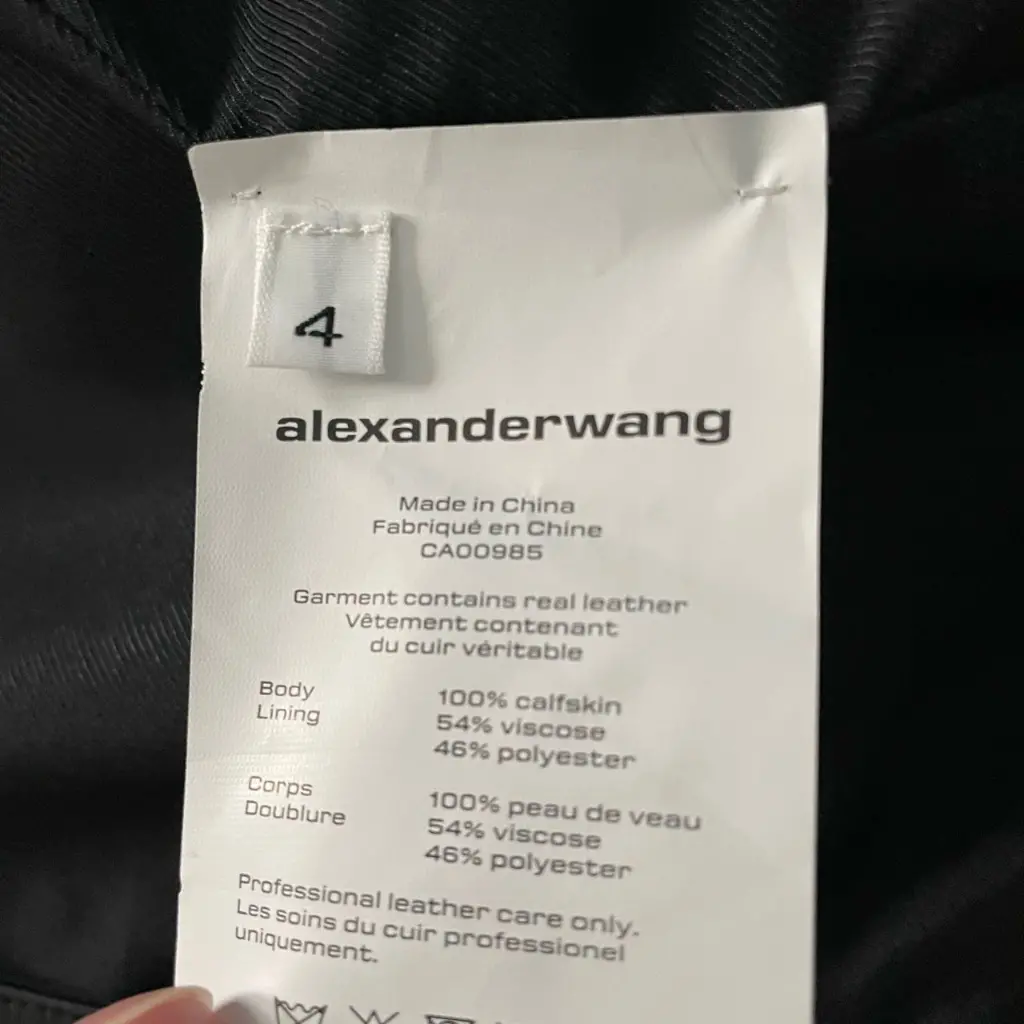 4
alexanderwang
Made in China
Fabriqué en Chine
CA00985
Garment contains real leather
Vêtement contenant
du cuir véritable
Body 100% calfskin
Lining 54% viscose
46% polyester
Corps 100% peau de veau
Doublure 54% viscose
46% polyester
Professional leather care only.
Les soins du cuir professionel
uniquement.